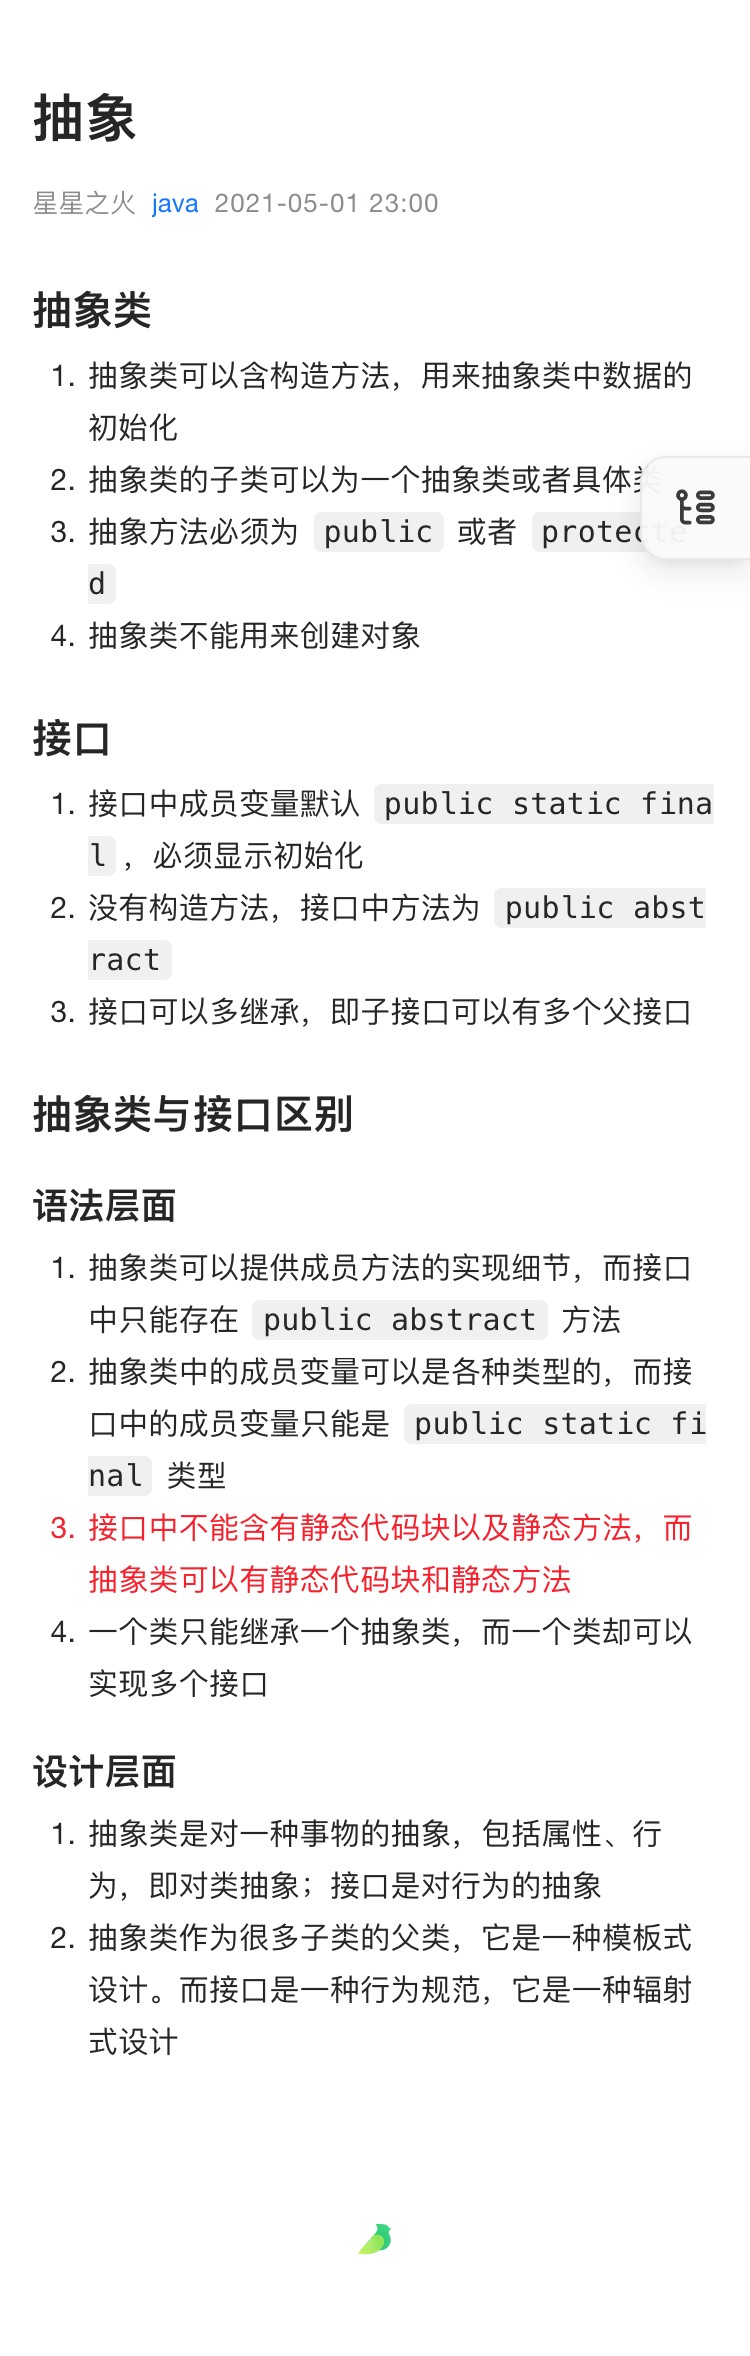 抽象
星星之火 java 2021-05-01 23:00
抽象类
1. 抽象类可以含构造方法，用来抽象类中数据的
初始化
2. 抽象类的子类可以为一个抽象类或者具体类
3. 抽象方法必须为 public 或者 protecte
d
4. 抽象类不能用来创建对象
接口
1. 接口中成员变量默认 public static fina
l ，必须显示初始化
2. 没有构造方法，接口中方法为 public abst
ract
3. 接口可以多继承，即子接口可以有多个父接口
抽象类与接口区别
语法层面
1. 抽象类可以提供成员方法的实现细节，而接口
中只能存在 public abstract 方法
2. 抽象类中的成员变量可以是各种类型的，而接
口中的成员变量只能是 public static fi
nal 类型
3. 接口中不能含有静态代码块以及静态方法，而
抽象类可以有静态代码块和静态方法
4. 一个类只能继承一个抽象类，而一个类却可以
实现多个接口
设计层面
1. 抽象类是对一种事物的抽象，包括属性、行
为，即对类抽象；接口是对行为的抽象
2. 抽象类作为很多子类的父类，它是一种模板式
设计。而接口是一种行为规范，它是一种辐射
式设计